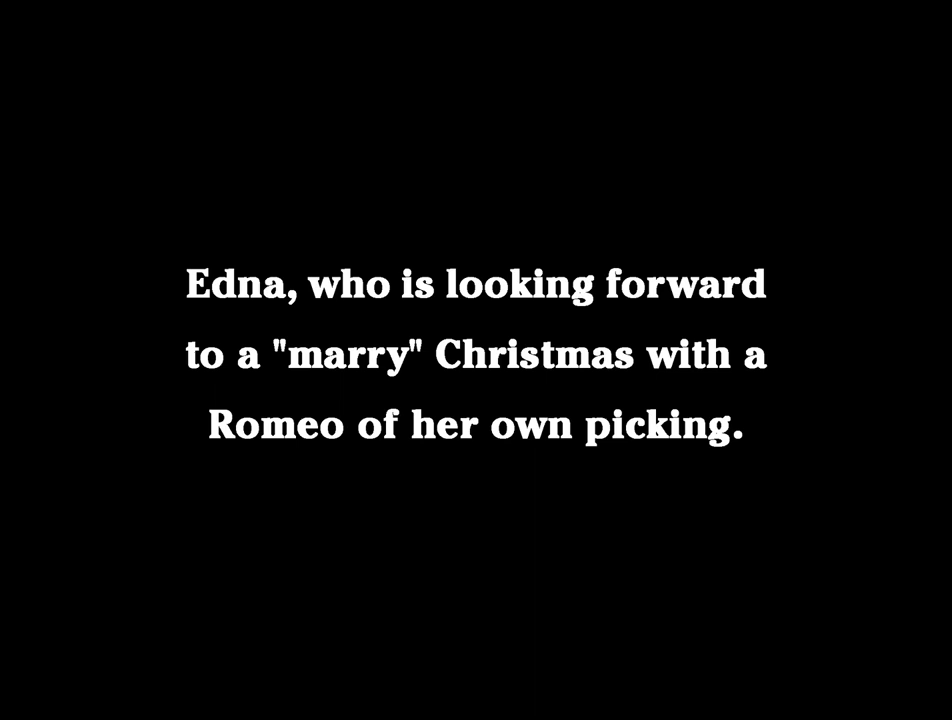 Edna, who is looking forward
to a "marry" Christmas with a
Romeo of her own picking.